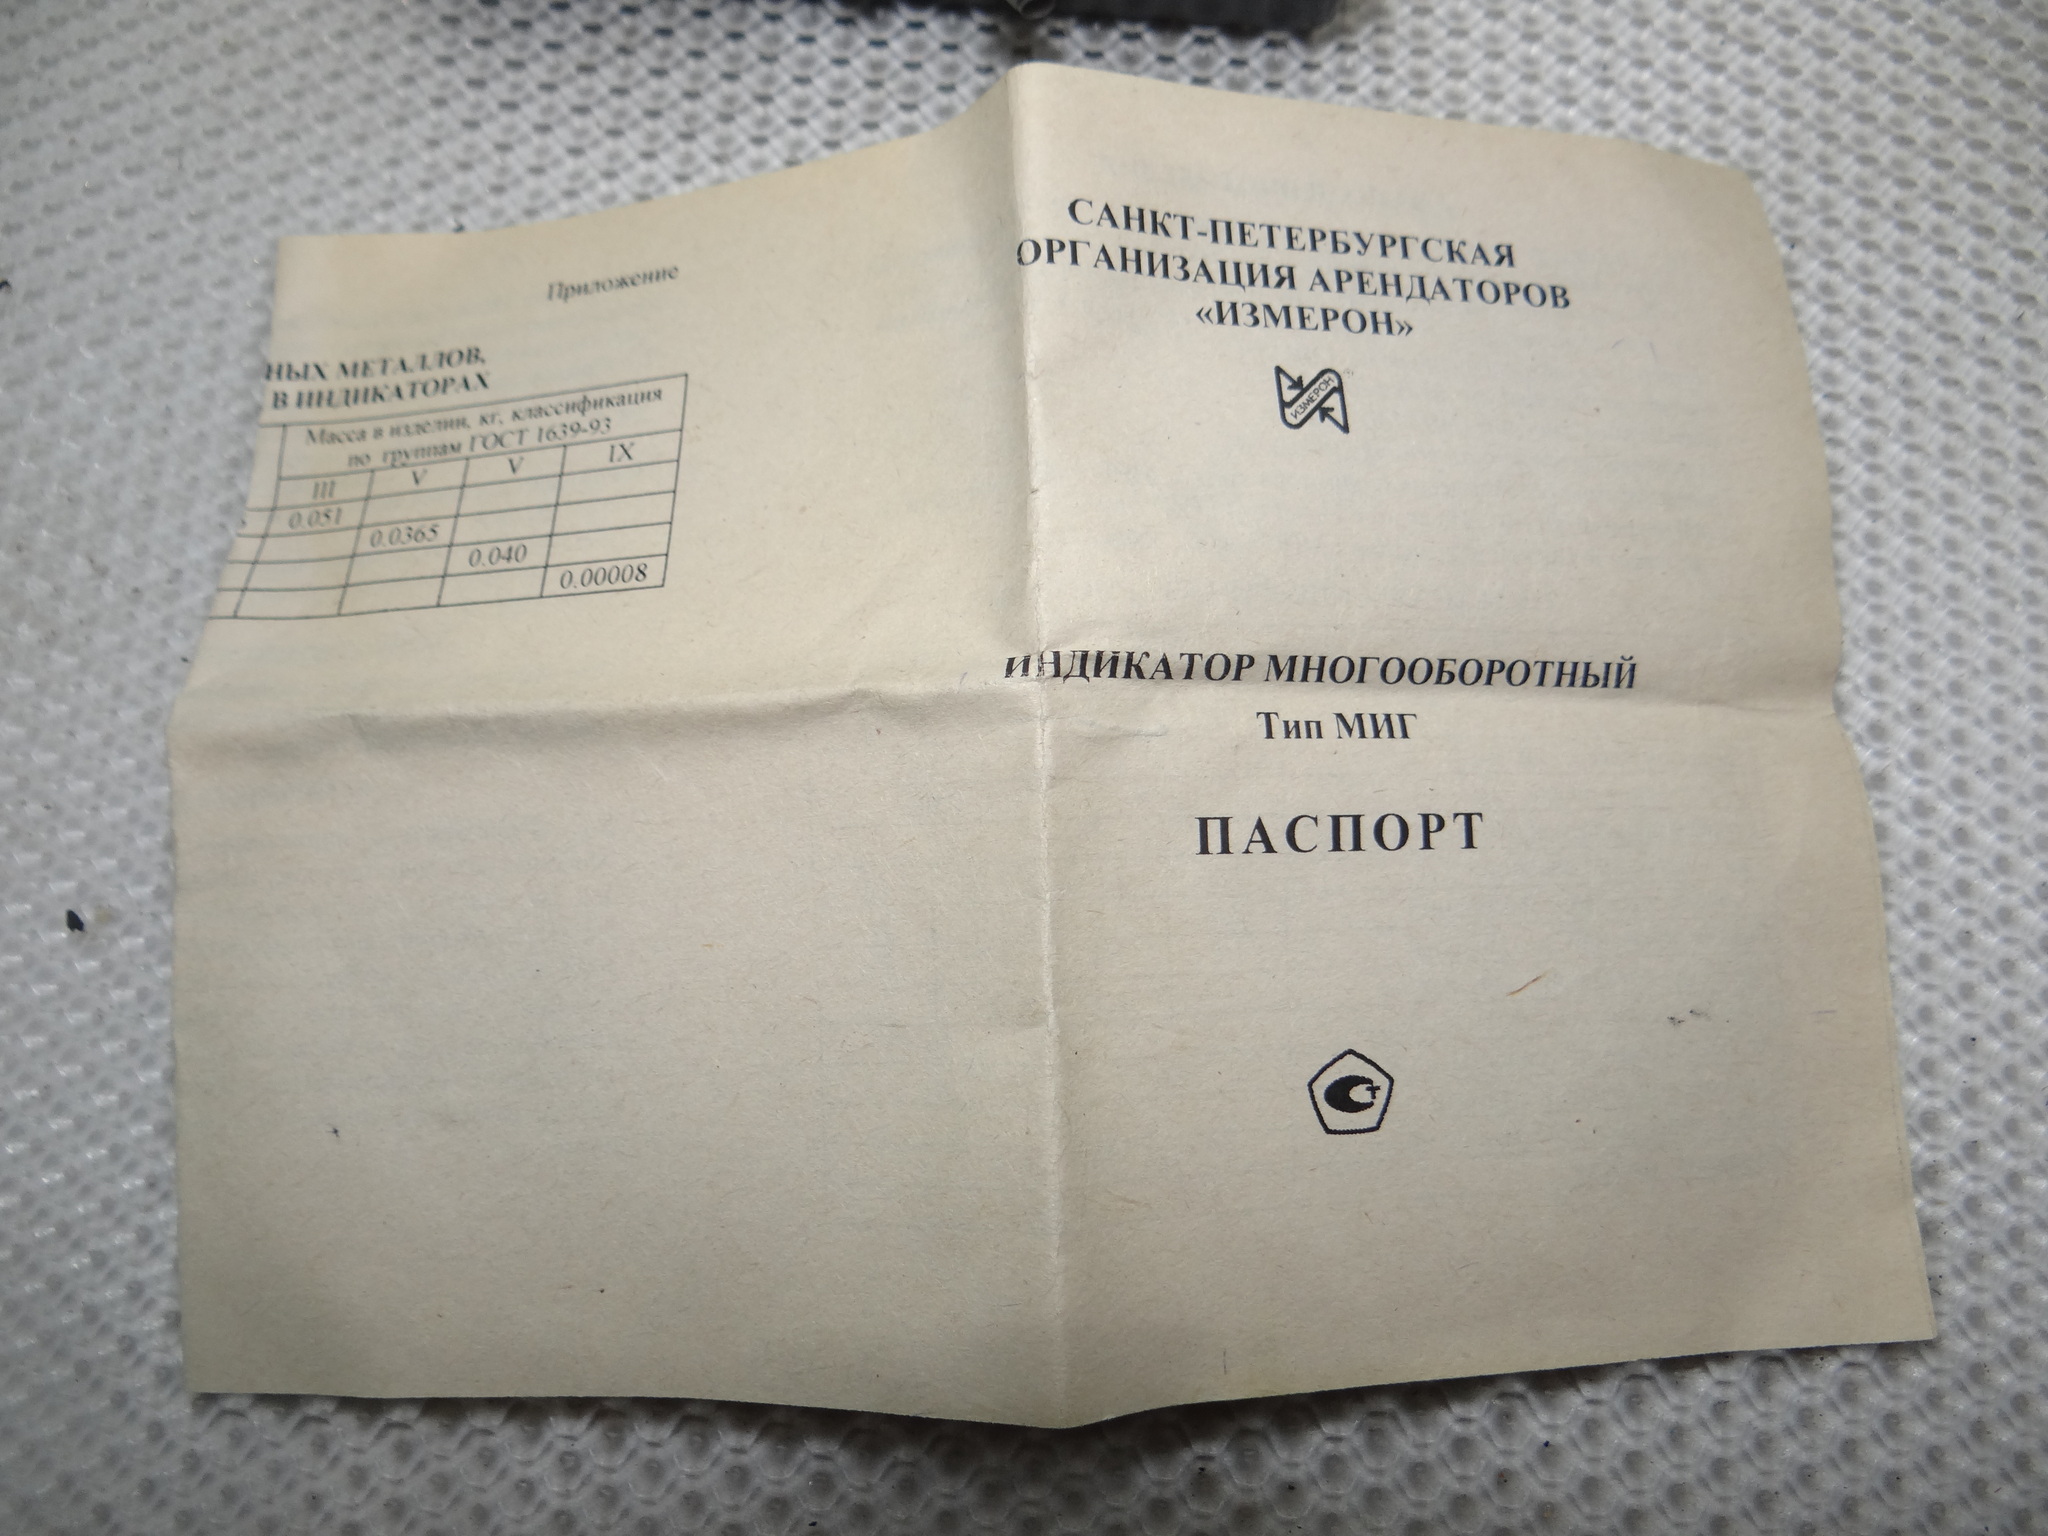 Приложение
НЫХ МЕТАЛЛОВ,
В ИНДИКАТОРАХ
Масса в изделии, кг, классификация
по группам ГОСТ 1639-93
III V V IX
0.051
0.0365
0.040
0.00008
САНКТ-ПЕТЕРБУРГСКАЯ
ОРГАНИЗАЦИЯ АРЕНДАТОРОВ
«ИЗМЕРОН»
ИЗМЕРОН
ИНДИКАТОР МНОГООБОРОТНЫЙ
Тип МИГ
ПАСПОРТ